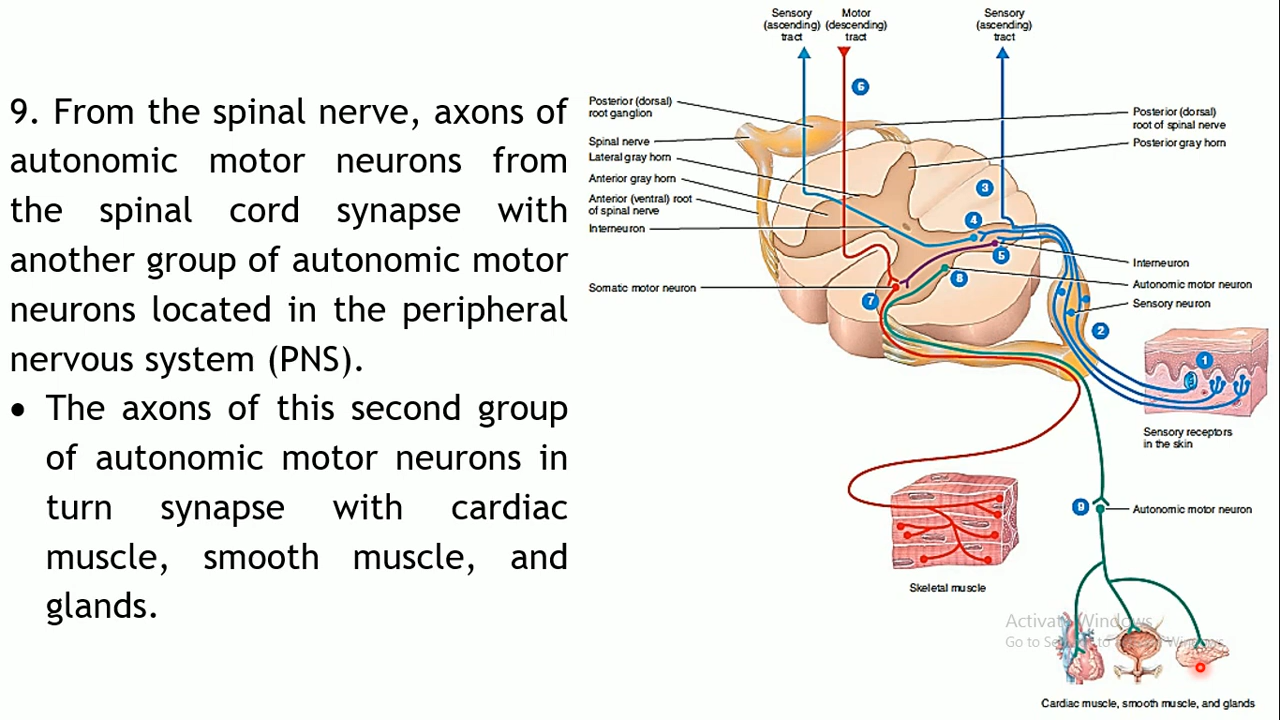 9. From the spinal nerve, axons of
autonomic motor neurons from
the spinal cord synapse with
another group of autonomic motor
neurons located in the peripheral
nervous system (PNS).
• The axons of this second group
of autonomic motor neurons in
turn synapse with cardiac
muscle, smooth muscle, and
glands.
Sensory
(ascending)
tract
Motor
(descending)
tract
Sensory
(ascending)
tract
6
Posterior (dorsal)
root ganglion
Spinal nerve
Lateral gray horn
Anterior gray horn
Anterior (ventral) root
of spinal nerve
Interneuron
Somatic motor neuron
Posterior (dorsal)
root of spinal nerve
Posterior gray horn
3
4
5
8
7
Interneuron
Autonomic motor neuron
Sensory neuron
2
1
Sensory receptors
in the skin
9
Autonomic motor neuron
Skeletal muscle
Activate Windows
Cardiac muscle, smooth muscle, and glands